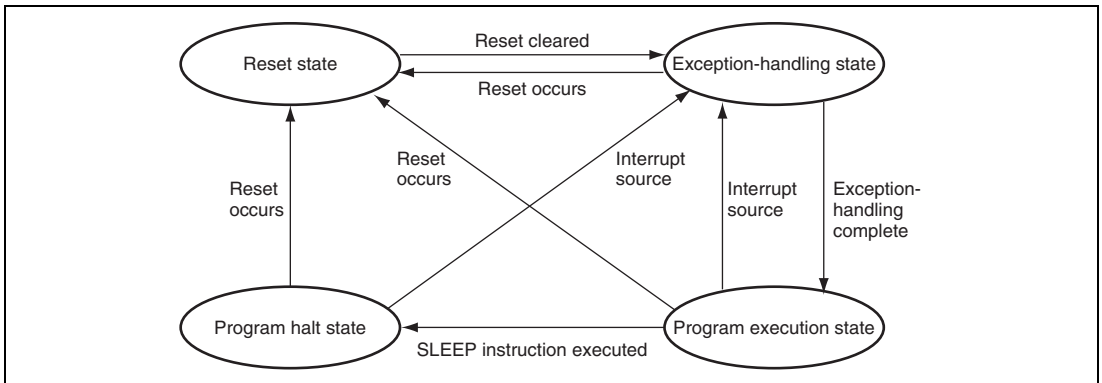 Reset cleared
Reset state
Exception-handling state
Reset occurs
Reset
occurs
Interrupt
source
Reset
occurs
Interrupt
source
Exception-
handling
complete
Program halt state
Program execution state
SLEEP instruction executed